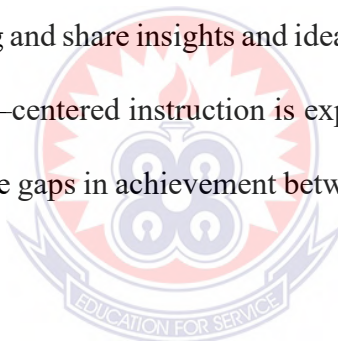 g and share insights and idea
–centered instruction is exp
e gaps in achievement betw
EDUCATION FOR SERVICE